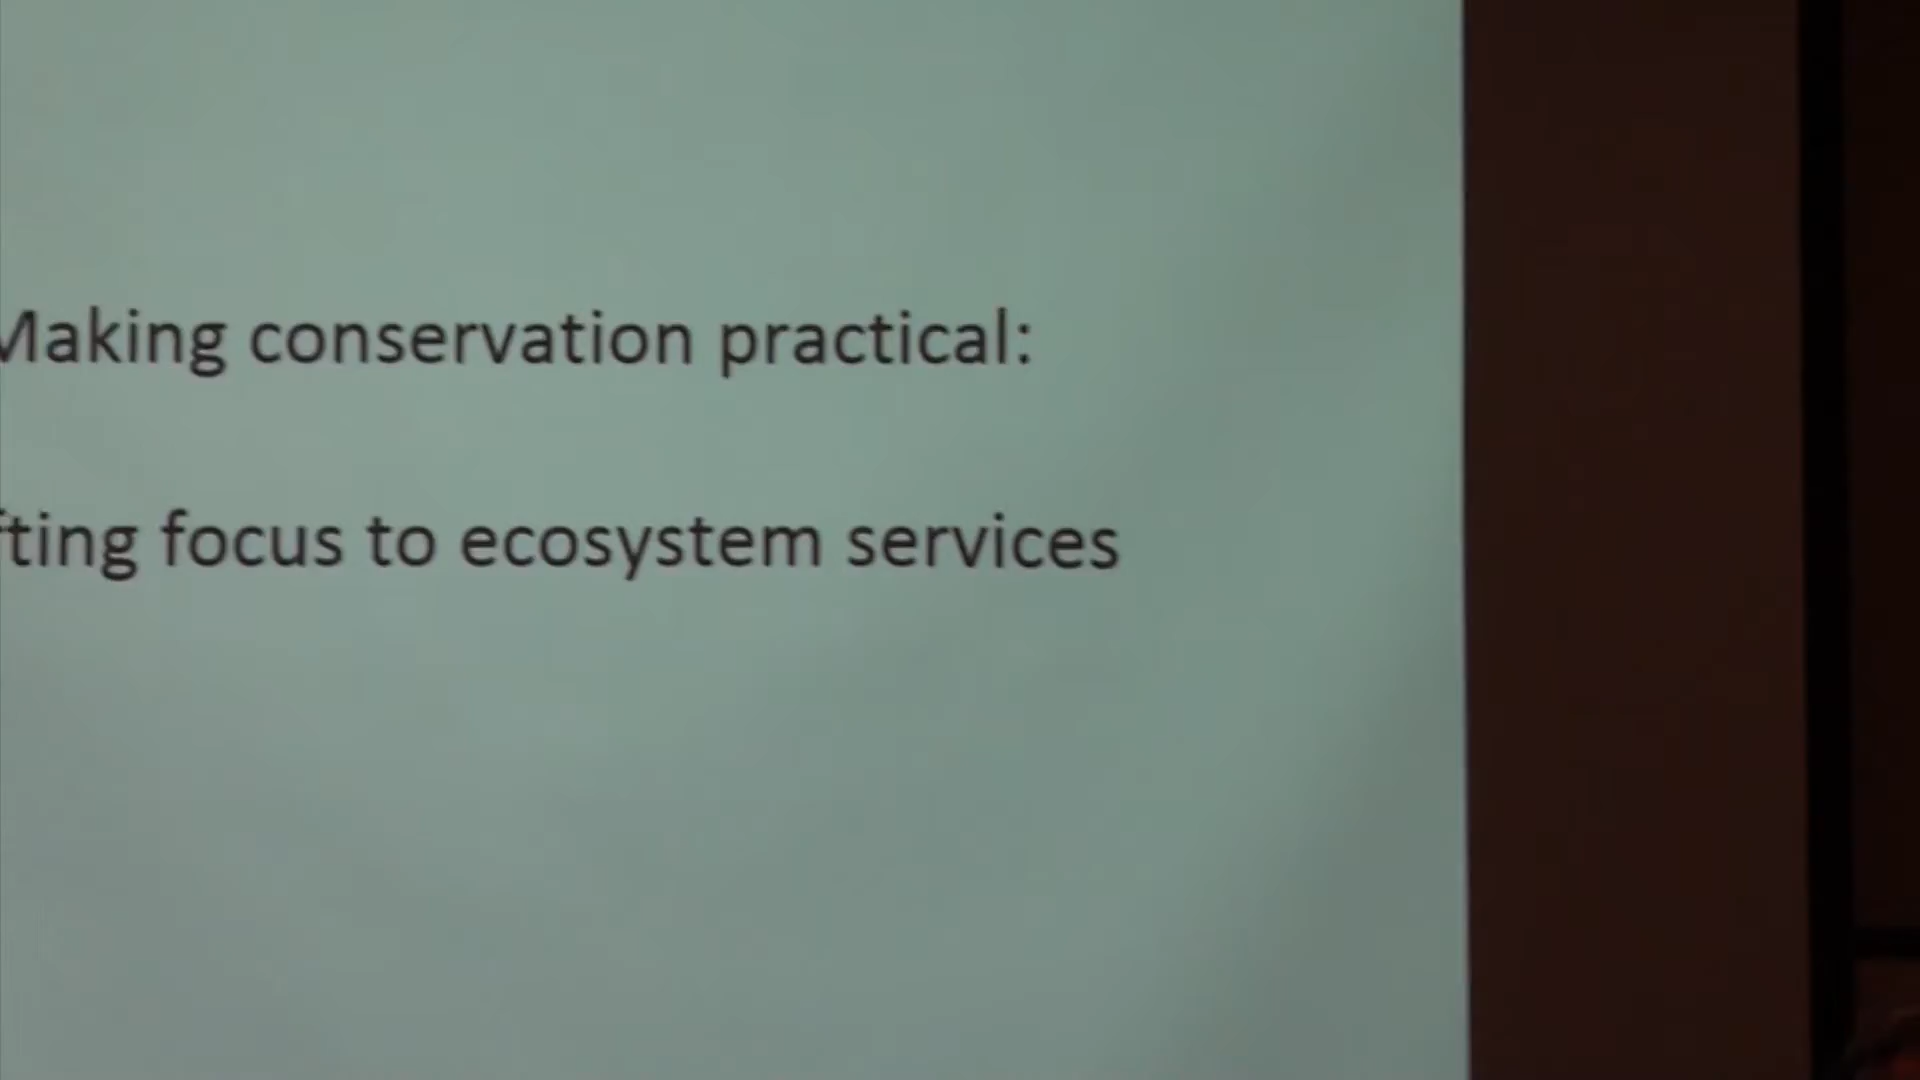 Making conservation practical:
fting focus to ecosystem services